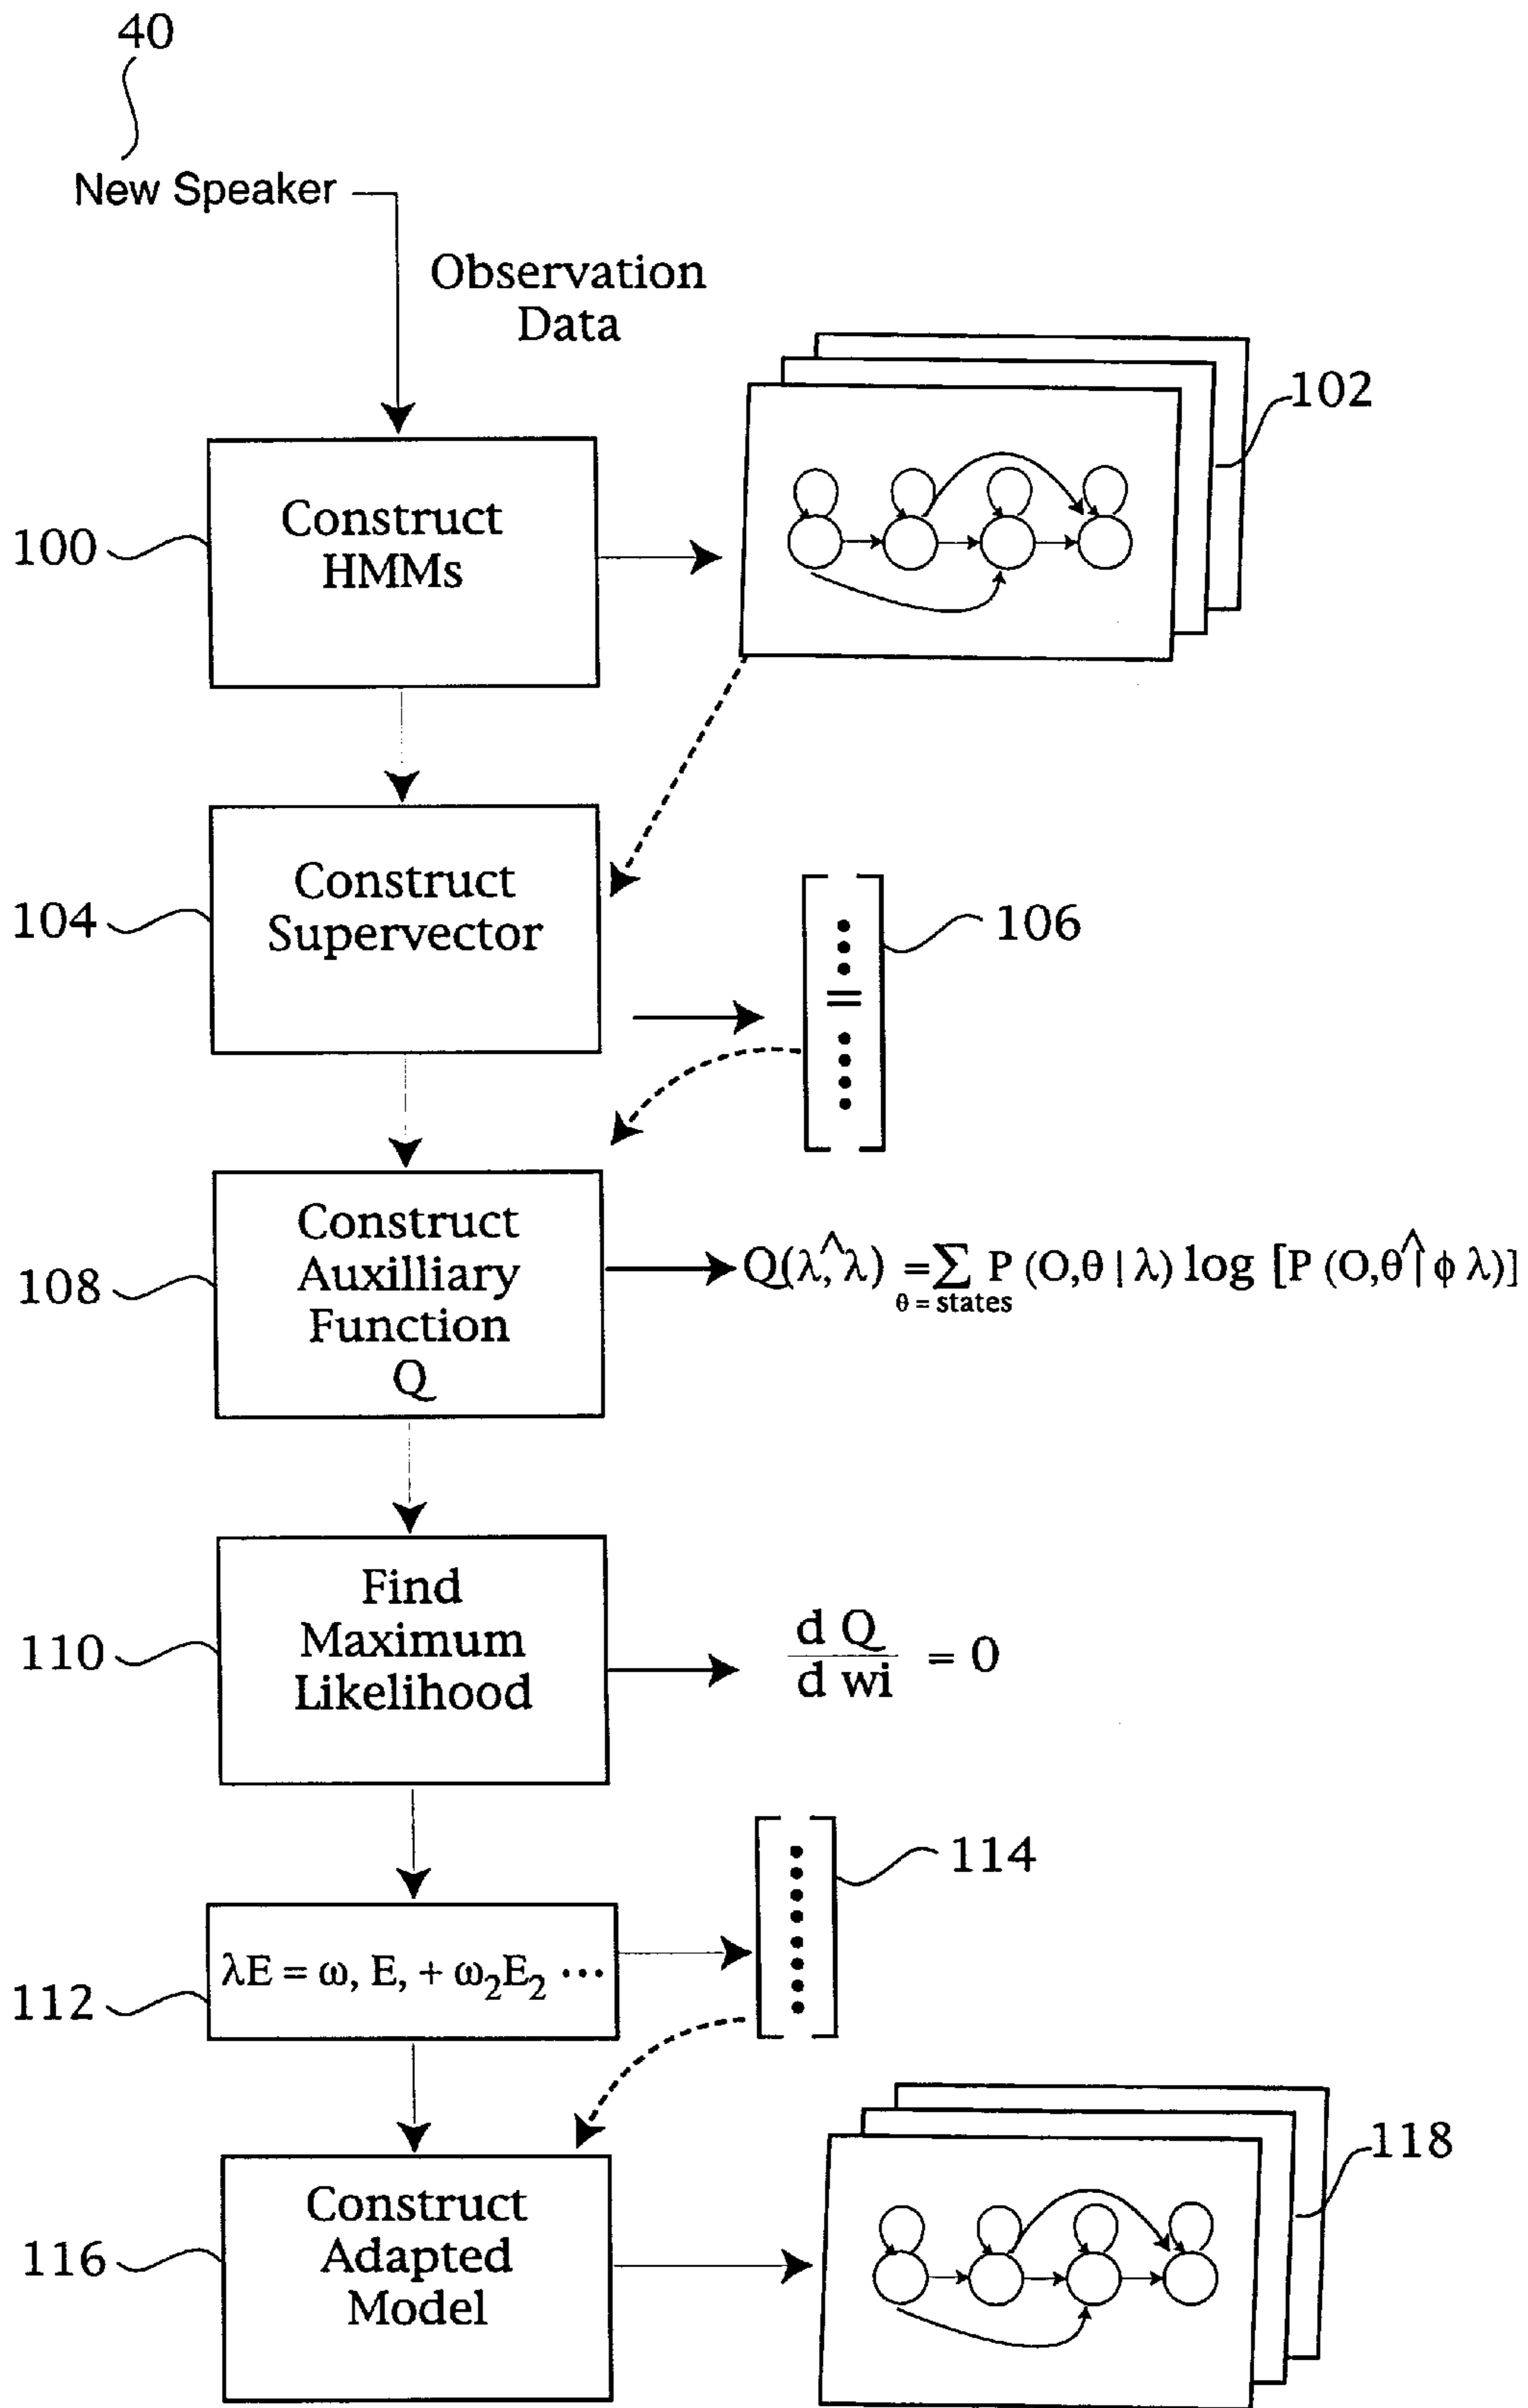 40
New Speaker
Observation
Data
102
100
Construct
HMMs
104
Construct
Supervector
106
108
Construct
Auxilliary
Function
Q
Q(λ,^λ) = Σ P (O,θ | λ) log [P (O,θ^| ϕ λ)]
θ = states
110
Find
Maximum
Likelihood
d Q
d wi
= 0
114
112
λE = ω, E, + ω₂E₂ ···
118
116
Construct
Adapted
Model